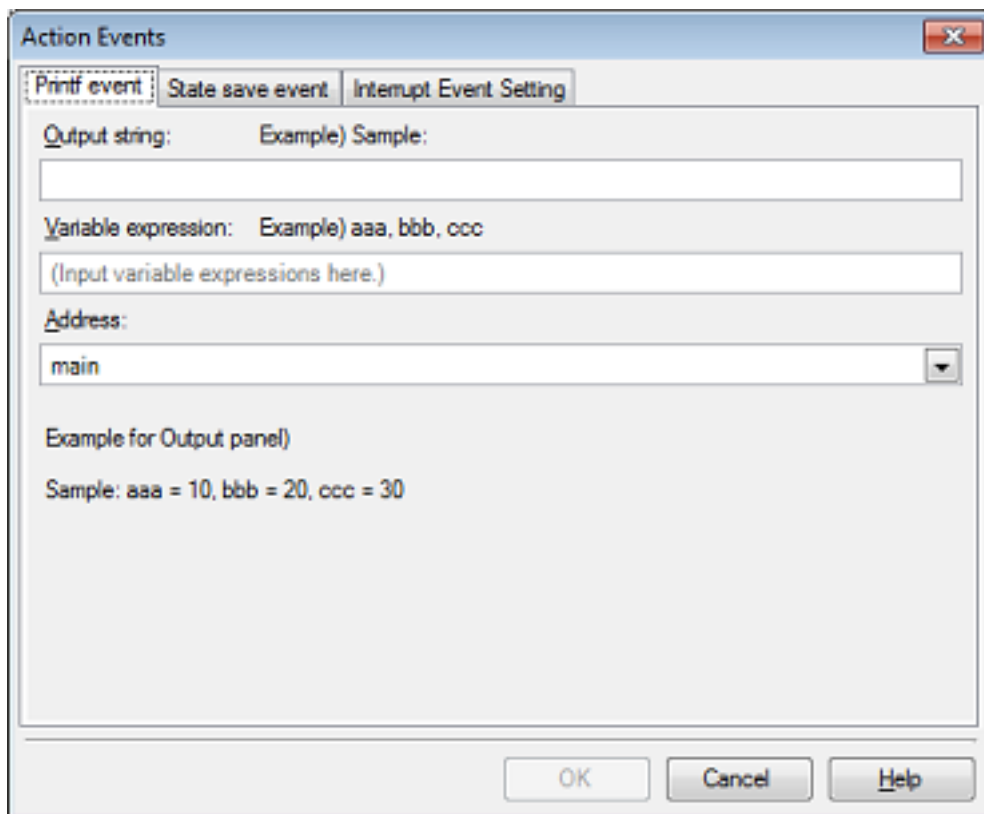 Action Events
Printf event State save event Interrupt Event Setting
Output string: Example) Sample:
Variable expression: Example) aaa, bbb, ccc
(Input variable expressions here.)
Address:
main
Example for Output panel)
Sample: aaa = 10, bbb = 20, ccc = 30
OK Cancel Help